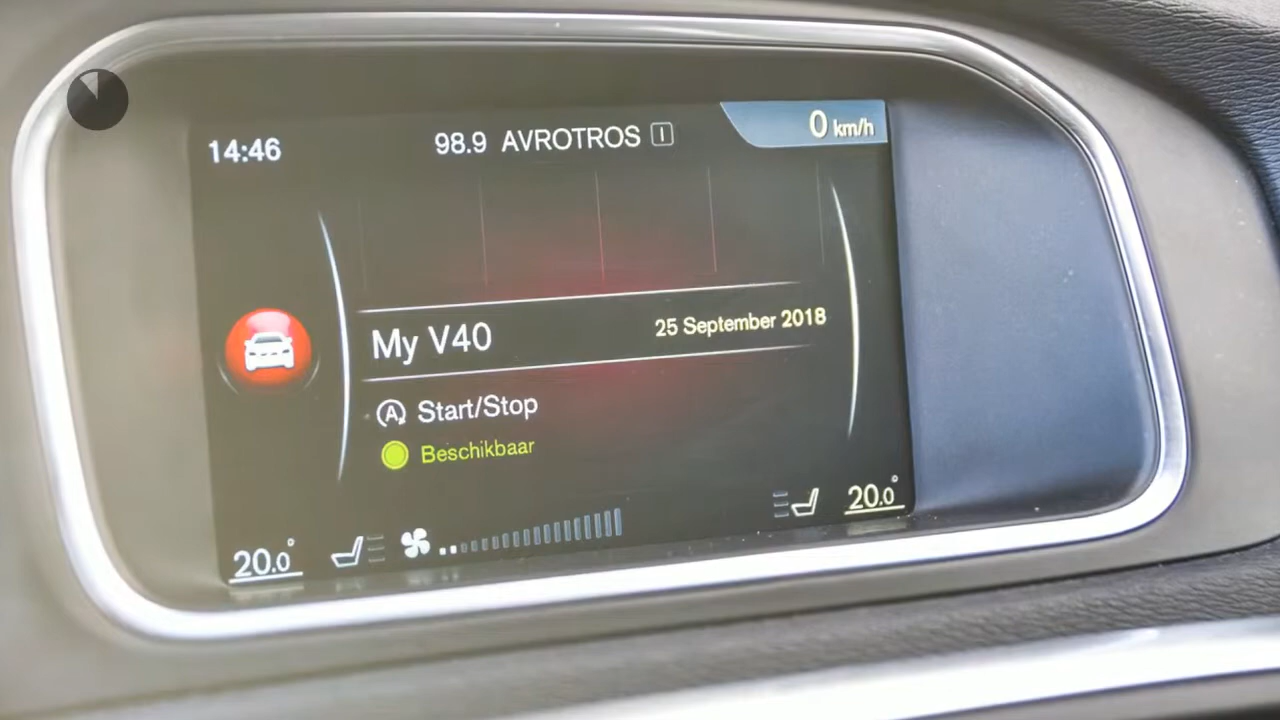 14:46
98.9 AVROTROS I
0 km/h
My V40
25 September 2018
A Start/Stop
Beschikbaar
20.0°
20.0°